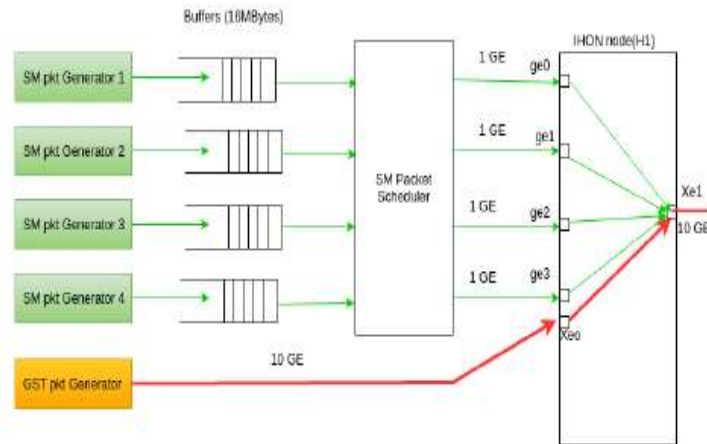 Buffers (16MBytes)
IHON node(H1)
SM pkt Generator 1
1 GE
ge0
SM pkt Generator 2
1 GE
ge1
SM Packet
Scheduler
Xe1
SM pkt Generator 3
1 GE
ge2
10 GE
SM pkt Generator 4
1 GE
ge3
Xeo
10 GE
GST pkt Generator